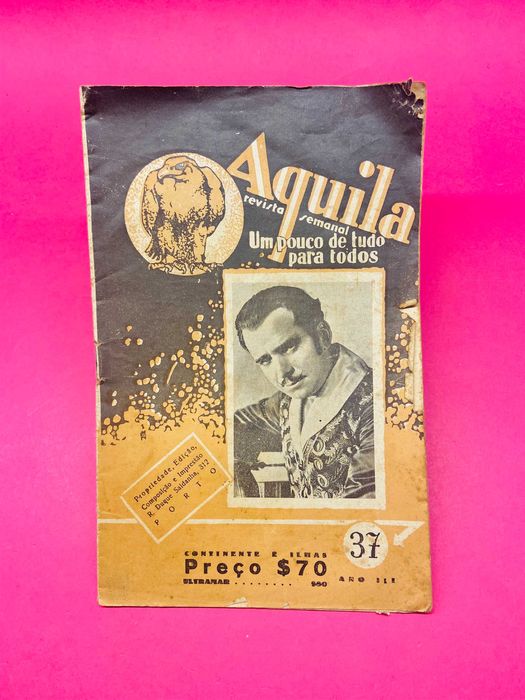 Aquila
revista semanal
Um pouco de tudo
para todos
Propriedade, Edição,
Composição e Impressão
R. Duque Saldanha, 312
PORTO
37
CONTINENTE E ILHAS
Preço $70
ULTRAMAR ........ $80
ANO III